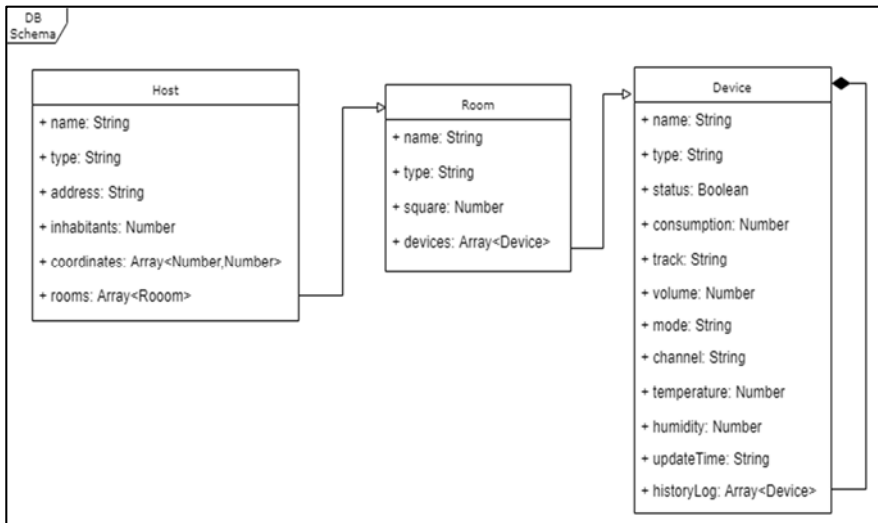 DB
Schema
Host
+ name: String
+ type: String
+ address: String
+ inhabitants: Number
+ coordinates: Array<Number,Number>
+ rooms: Array<Rooom>
Room
+ name: String
+ type: String
+ square: Number
+ devices: Array<Device>
Device
+ name: String
+ type: String
+ status: Boolean
+ consumption: Number
+ track: String
+ volume: Number
+ mode: String
+ channel: String
+ temperature: Number
+ humidity: Number
+ updateTime: String
+ historyLog: Array<Device>